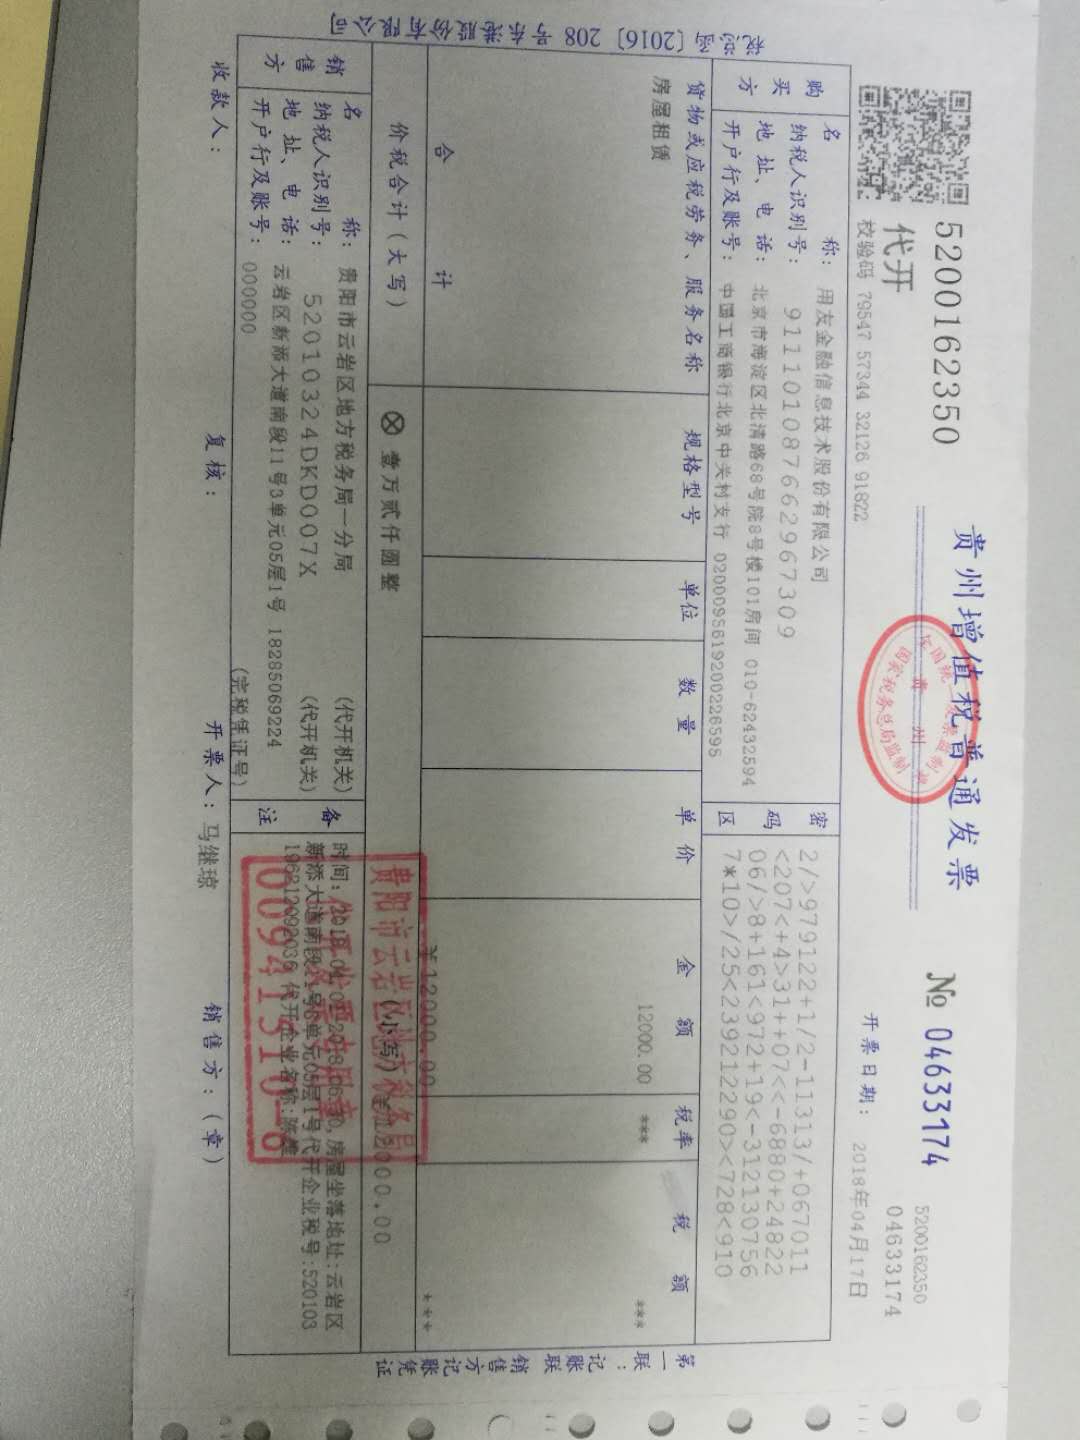 贵州增值税普通发票
全国统一发票监制章
贵州
国家税务总局监制
5200162350
代开
校验码 79547 57344 32126 91822
№ 04633174
5200162350
04633174
开票日期: 2018年04月17日
购买方
名称: 用友金融信息技术股份有限公司
纳税人识别号: 911101087662967309
地址、电话: 北京市海淀区北清路68号院8号楼101房间 010-62432594
开户行及账号: 中国工商银行北京中关村支行 0200095619200226595
密码区
2/>979122+1/2-11313/+067011
<207<+4>31++07<<-6880+24822
06/>8+161<972+19<-312130756
7*10>/25<239212290><728<910
货物或应税劳务、服务名称 规格型号 单位 数量 单价 金额 税率 税额
房屋租赁 12000.00 *** ***
合计 ¥12000.00 ***
价税合计(大写) ⊗壹万贰仟圆整 (小写) ¥12000.00
销售方
名称: 贵阳市云岩区地方税务局一分局 (代开机关)
纳税人识别号: 52010324DKD007X (代开机关)
地址、电话: 云岩区新添大道南段11号3单元05层1号 18285069224
开户行及账号: 000000 (完税凭证号)
备注
时间: 房屋坐落地址:云岩区
新添大道南段11号3单元05层1号代开企业税号:520103
196212092036 代开企业名称:陈
贵阳市云岩区地方税务局
代开发票专用章
00941510-6
收款人: 复核: 开票人: 马继琼 销售方:(章)
税总函[2016]208号东港股份有限公司
第一联:记账联 销售方记账凭证